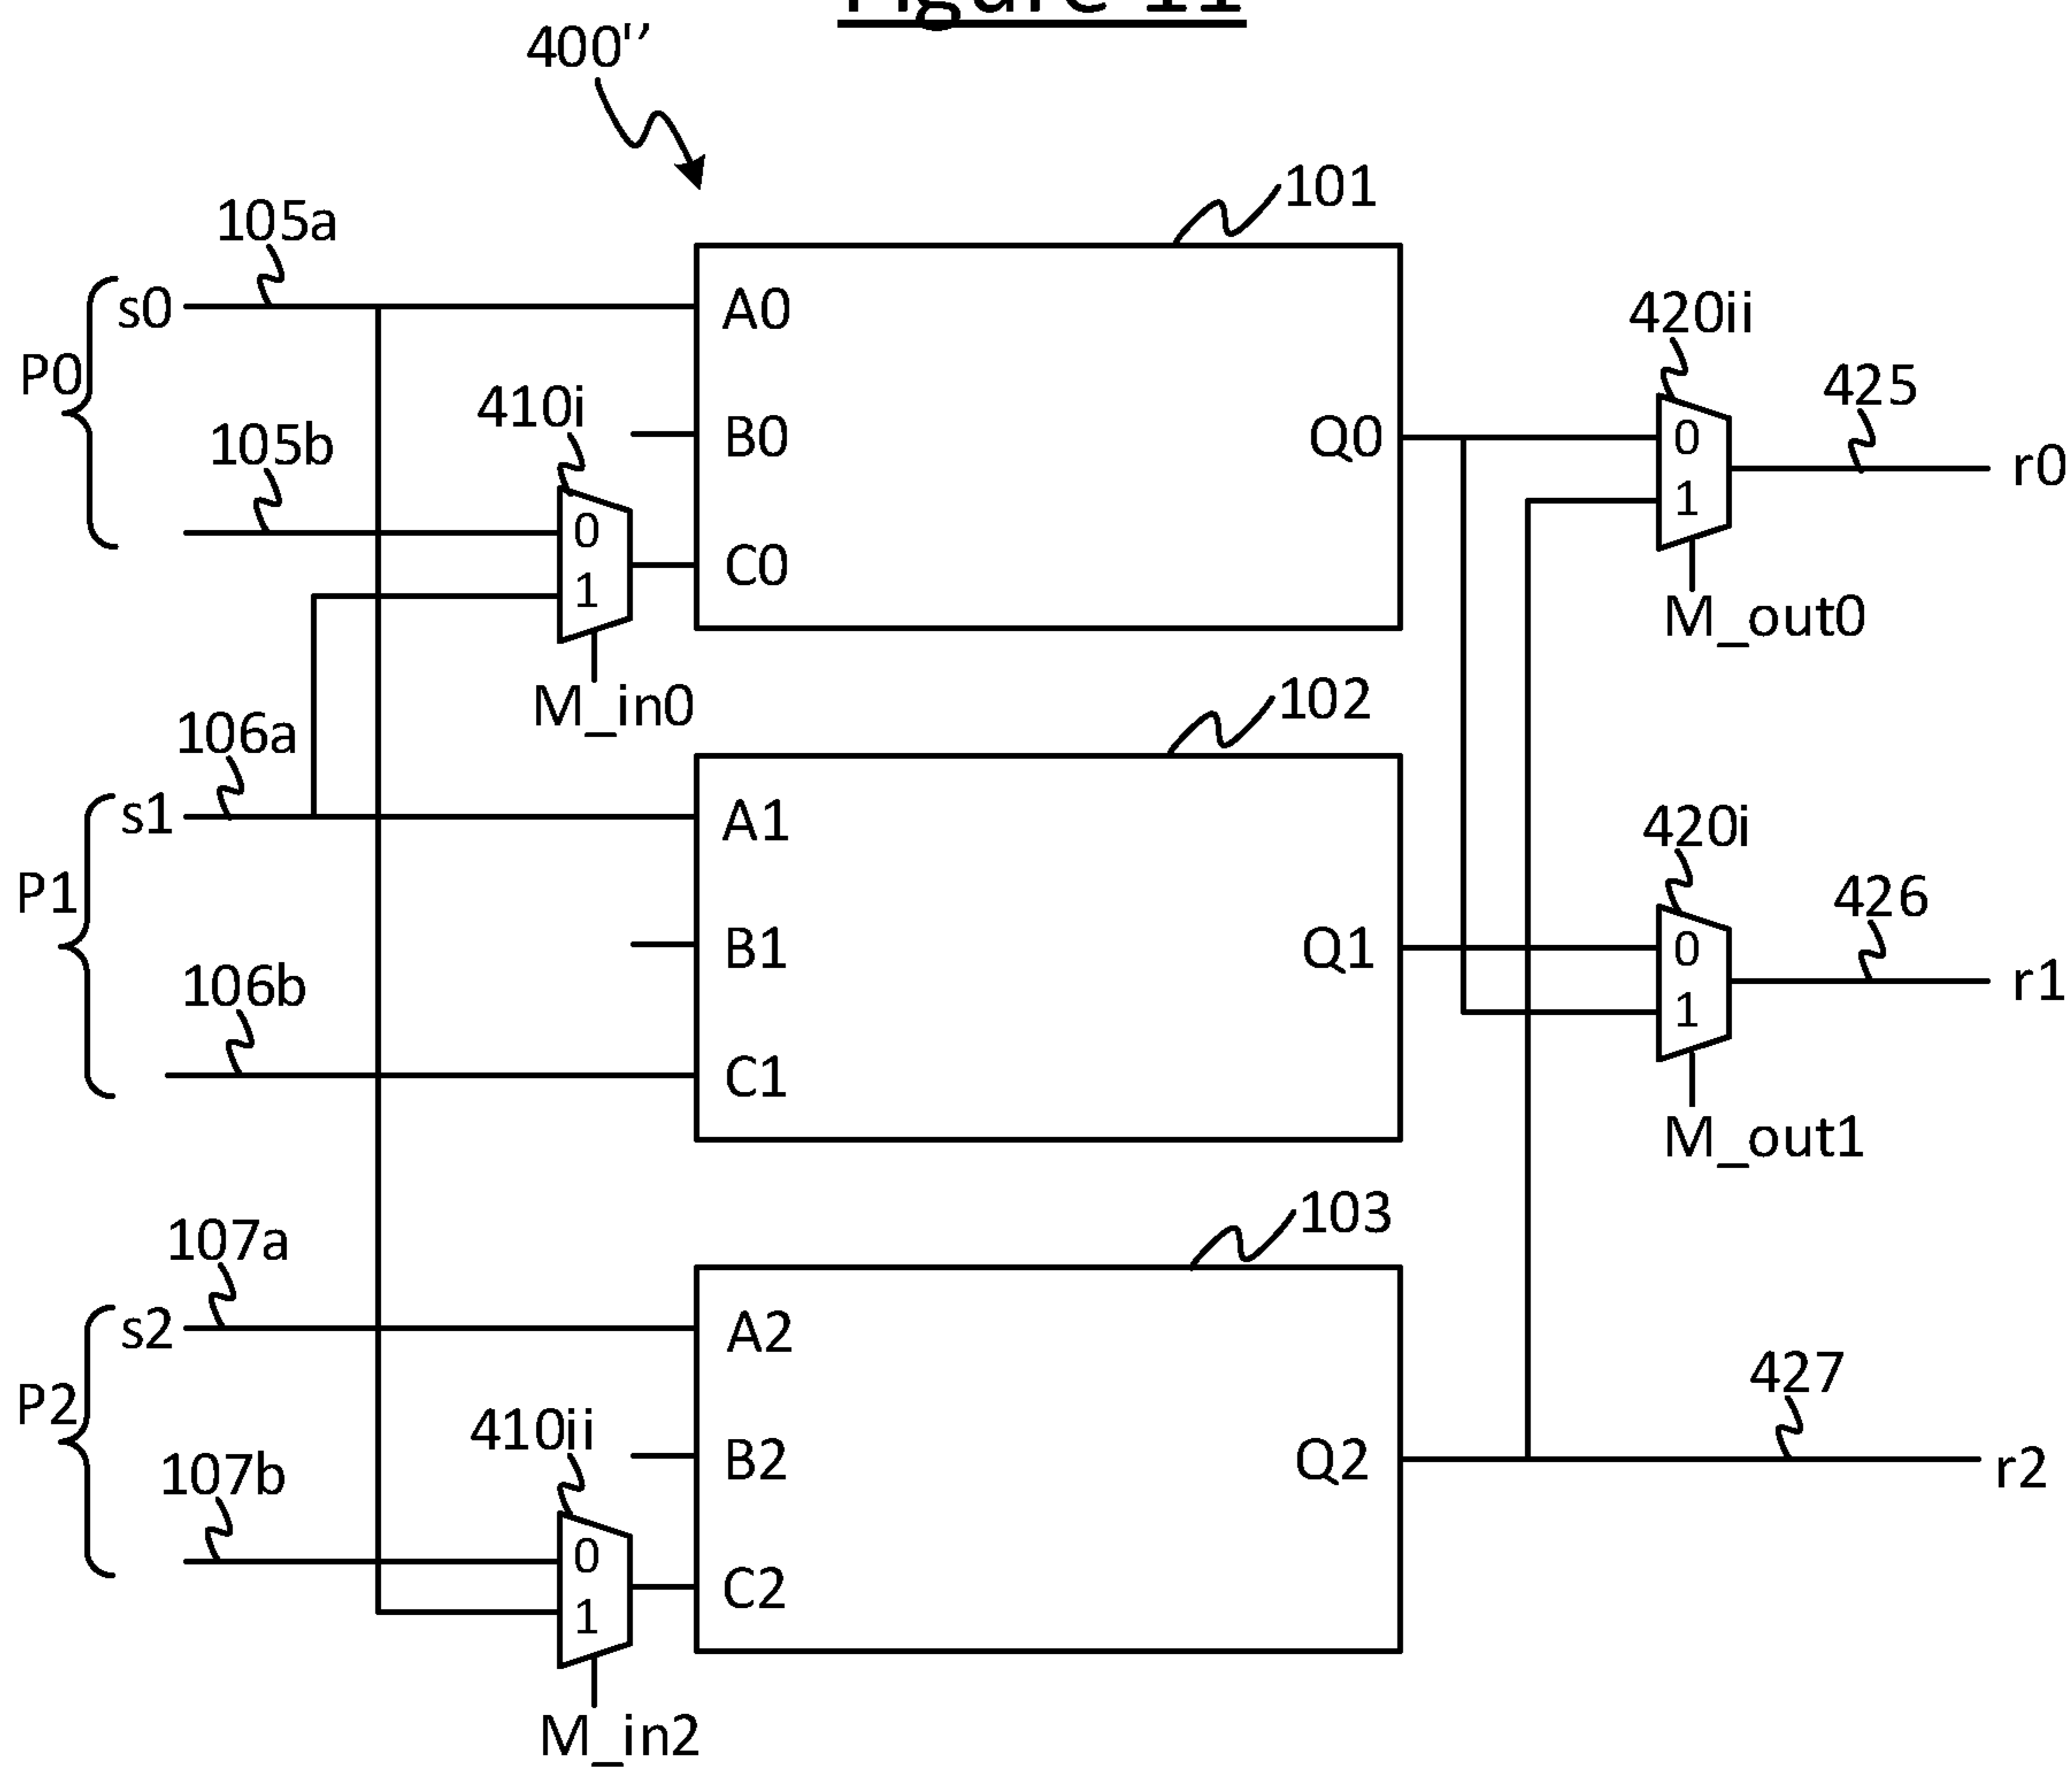 Figure 11
400''’
101
105a
s0
A0
420ii
P0
425
410i
105b
B0
Q0
0
r0
1
0
C0
1
M_out0
M_in0
102
106a
s1
A1
420i
P1
426
B1
Q1
0
r1
106b
1
C1
M_out1
103
107a
s2
A2
427
P2
410ii
B2
Q2
r2
107b
0
C2
1
M_in2